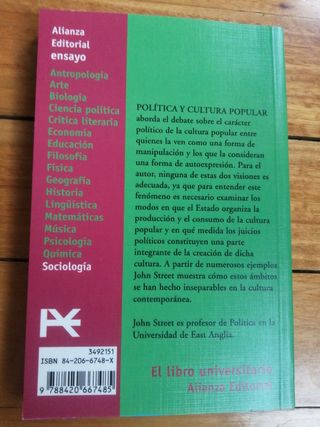 Alianza
Editorial
ensayo
Antropología
Arte
Biología
Ciencia política
Crítica literaria
Economía
Educación
Filosofía
Física
Geografía
Historia
Lingüística
Matemáticas
Música
Psicología
Química
Sociología
POLÍTICA Y CULTURA POPULAR
aborda el debate sobre el carácter
político de la cultura popular entre
quienes la ven como una forma de
manipulación y los que la consideran
una forma de autoexpresión. Para el
autor, ninguna de estas dos visiones es
adecuada, ya que para entender este
fenómeno es necesario examinar los
modos en que el Estado organiza la
producción y el consumo de la cultura
popular y en qué medida los juicios
políticos constituyen una parte
integrante de la creación de dicha
cultura. A partir de numerosos ejemplos
John Street muestra cómo estos ámbitos
se han hecho inseparables en la cultura
contemporánea.
John Street es profesor de Política en la
Universidad de East Anglia.
El libro universitario
Alianza Editorial
3492151
ISBN 84-206-6748-X
9 788420 667485